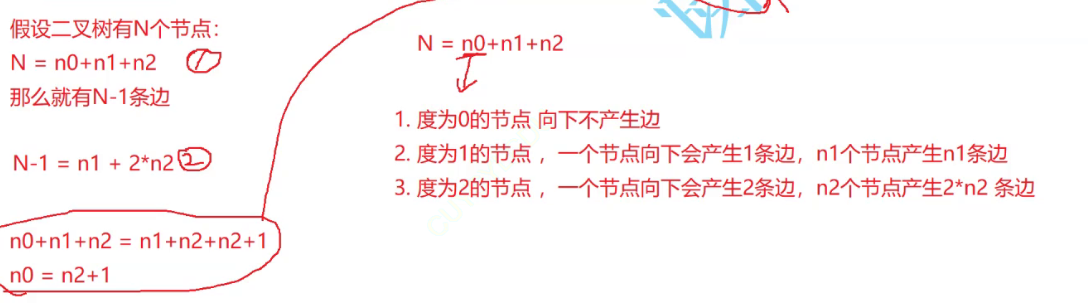 假设二叉树有N个节点：
N = n0+n1+n2 ①
那么就有N-1条边
N-1 = n1 + 2*n2 ②
n0+n1+n2 = n1+n2+n2+1
n0 = n2+1
N = n0+n1+n2
1. 度为0的节点 向下不产生边
2. 度为1的节点 ，一个节点向下会产生1条边，n1个节点产生n1条边
3. 度为2的节点 ，一个节点向下会产生2条边，n2个节点产生2*n2 条边